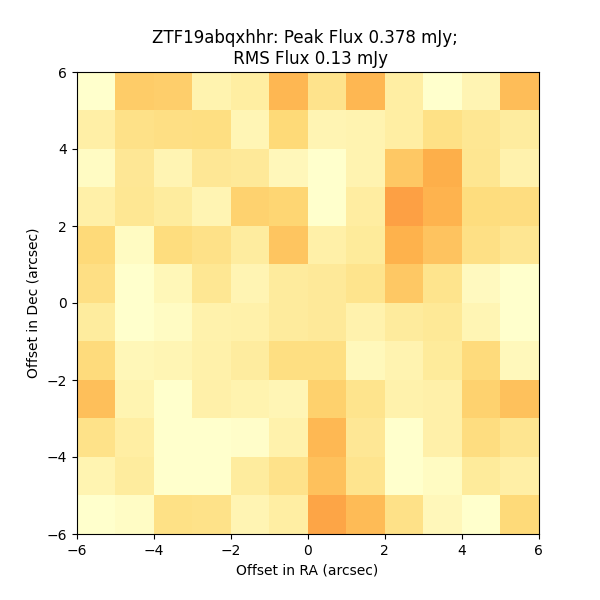 ZTF19abqxhhr: Peak Flux 0.378 mJy;
RMS Flux 0.13 mJy
6
4
2
0
−2
−4
−6
Offset in Dec (arcsec)
−6 −4 −2 0 2 4 6
Offset in RA (arcsec)